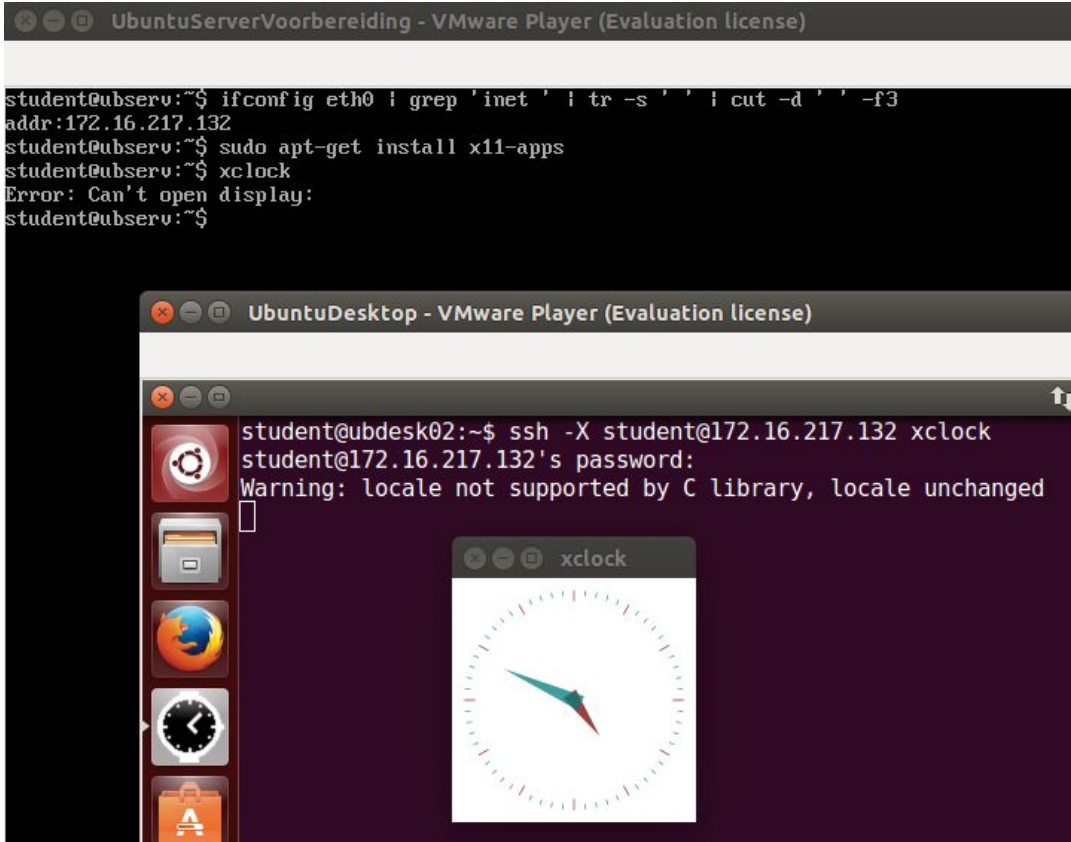 UbuntuServerVoorbereiding - VMware Player (Evaluation license)
student@ubserv:~$ ifconfig eth0 | grep 'inet ' | tr -s ' ' | cut -d ' ' -f3
addr:172.16.217.132
student@ubserv:~$ sudo apt-get install x11-apps
student@ubserv:~$ xclock
Error: Can't open display:
student@ubserv:~$
UbuntuDesktop - VMware Player (Evaluation license)
student@ubdesk02:~$ ssh -X student@172.16.217.132 xclock
student@172.16.217.132's password:
Warning: locale not supported by C library, locale unchanged
xclock